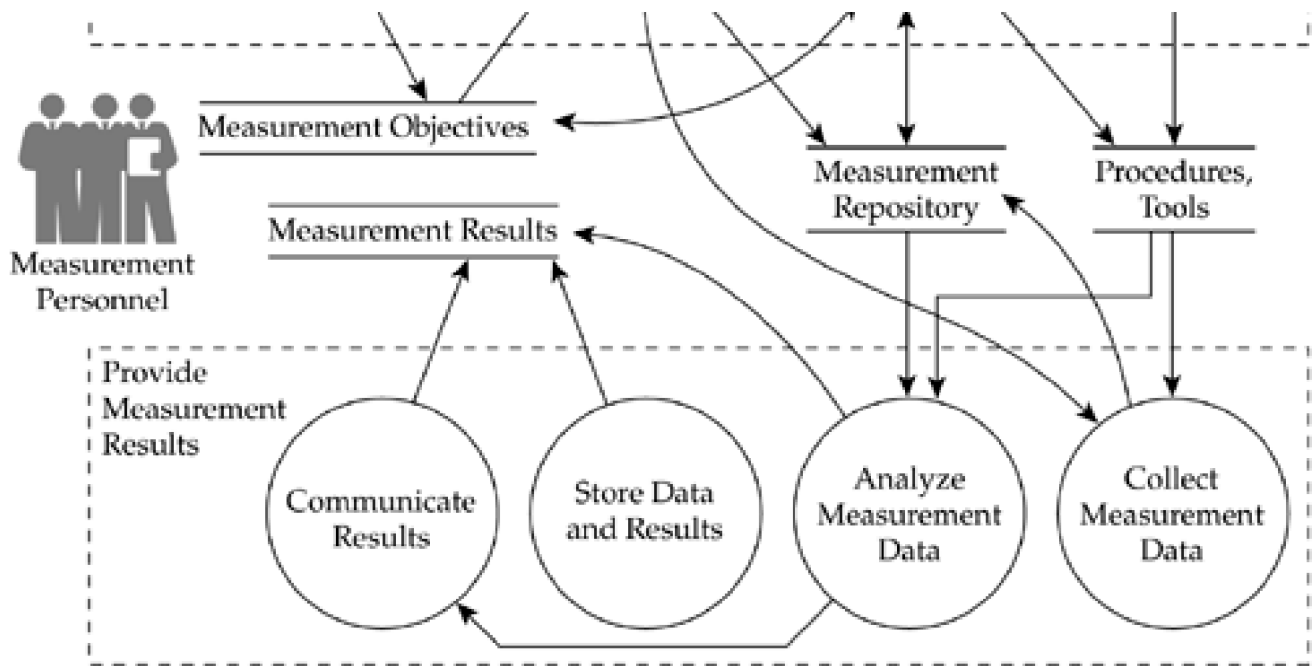 Measurement Objectives
Measurement Results
Measurement
Personnel
Measurement
Repository
Procedures,
Tools
Provide
Measurement
Results
Communicate
Results
Store Data
and Results
Analyze
Measurement
Data
Collect
Measurement
Data